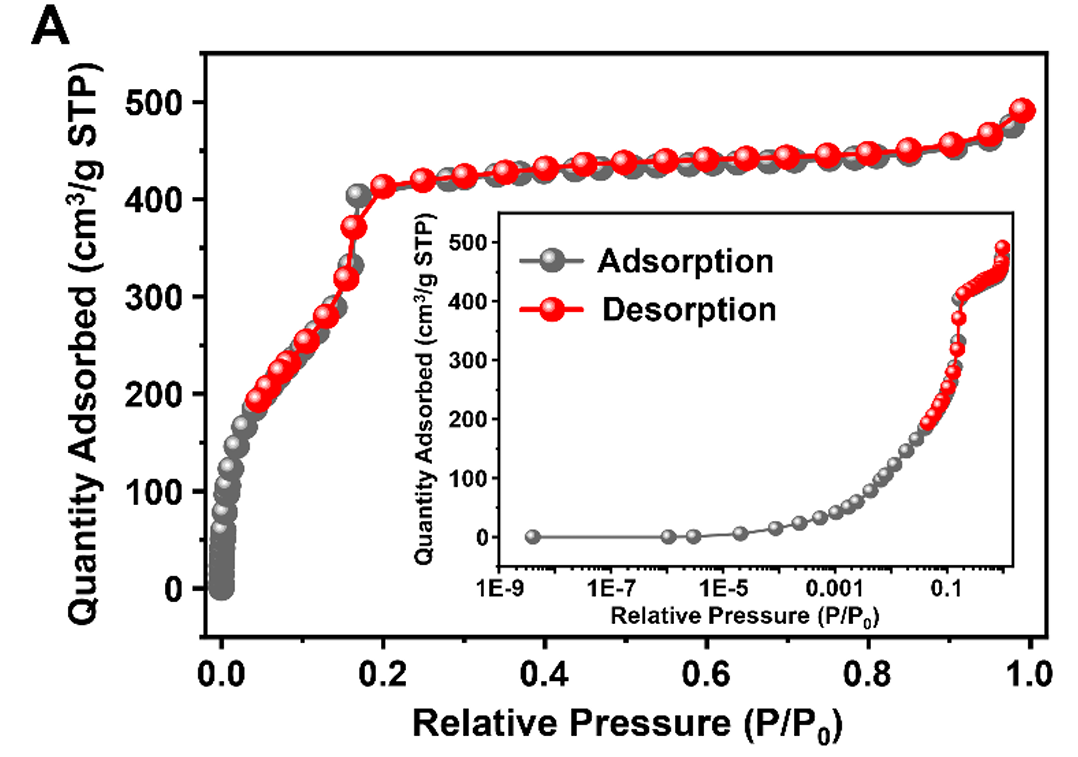 A
Quantity Adsorbed (cm³/g STP)
500
400
300
200
100
0
0.0 0.2 0.4 0.6 0.8 1.0
Relative Pressure (P/P₀)
Quantity Adsorbed (cm³/g STP)
500
400
300
200
100
0
Adsorption
Desorption
1E-9 1E-7 1E-5 0.001 0.1
Relative Pressure (P/P₀)